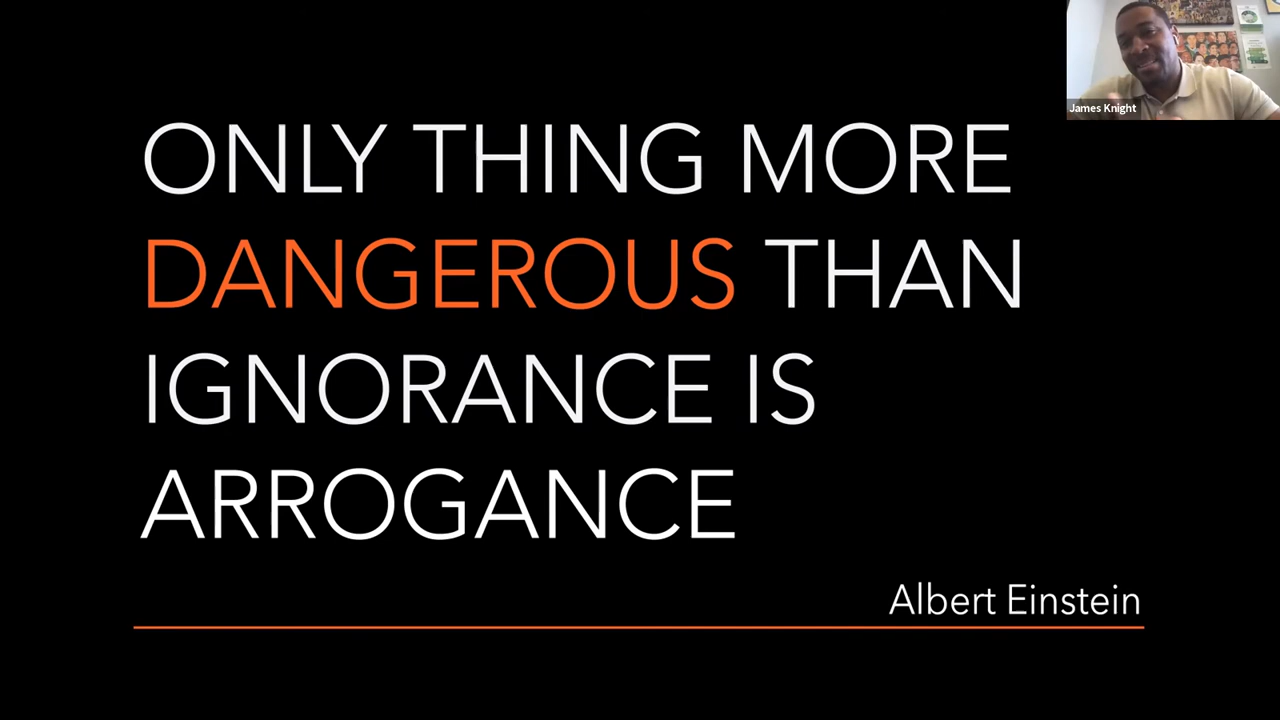 ONLY THING MORE
DANGEROUS THAN
IGNORANCE IS
ARROGANCE
Albert Einstein
James Knight